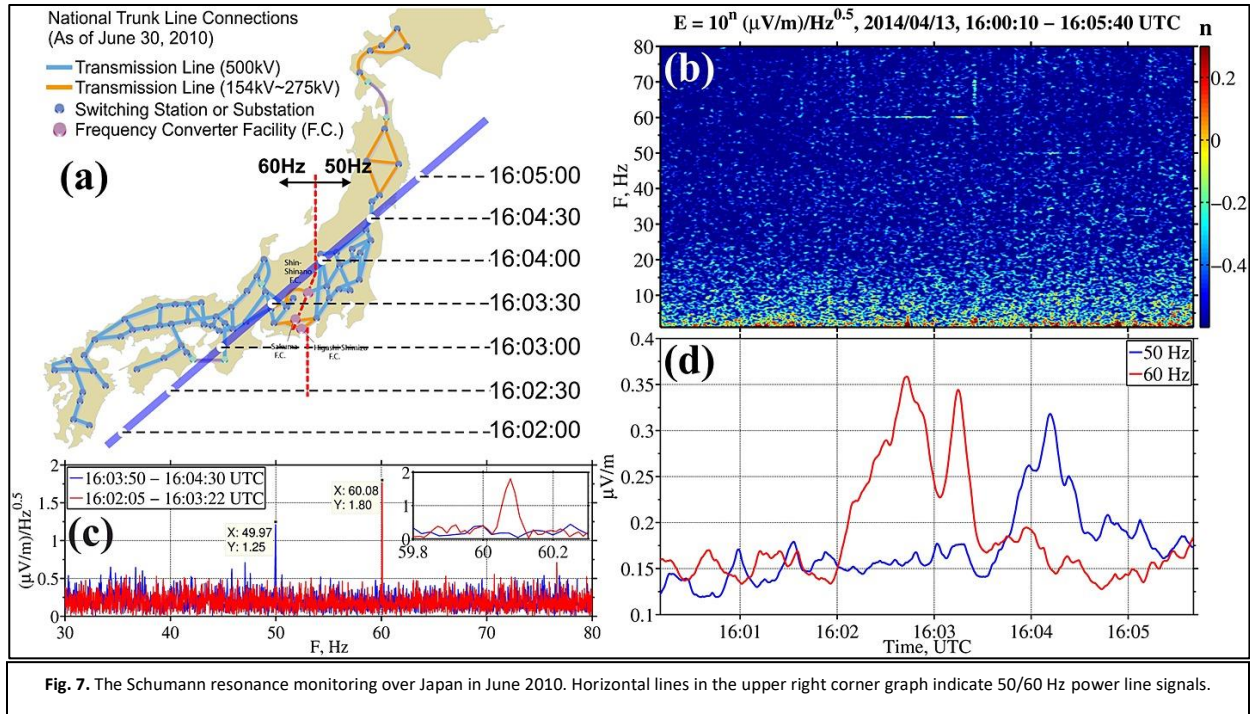 National Trunk Line Connections
(As of June 30, 2010)
Transmission Line (500kV)
Transmission Line (154kV~275kV)
Switching Station or Substation
Frequency Converter Facility (F.C.)
(a)
60Hz 50Hz
16:05:00
16:04:30
16:04:00
Shin-
Shinano
F.C.
16:03:30
Sakuma
F.C.
Higashi-Shimizu
F.C.
16:03:00
16:02:30
16:02:00
E = 10ⁿ (μV/m)/Hz⁰·⁵, 2014/04/13, 16:00:10 – 16:05:40 UTC
n
(b)
80
70
60
50
40
30
20
10
F, Hz
0.2
0
−0.2
−0.4
(c)
16:03:50 – 16:04:30 UTC
16:02:05 – 16:03:22 UTC
X: 49.97
Y: 1.25
X: 60.08
Y: 1.80
2
1
0
59.8 60 60.2
2
1.5
1
0.5
0
(μV/m)/Hz⁰·⁵
30 40 50 60 70 80
F, Hz
(d)
50 Hz
60 Hz
0.4
0.35
0.3
0.25
0.2
0.15
0.1
μV/m
16:01 16:02 16:03 16:04 16:05
Time, UTC
Fig. 7. The Schumann resonance monitoring over Japan in June 2010. Horizontal lines in the upper right corner graph indicate 50/60 Hz power line signals.